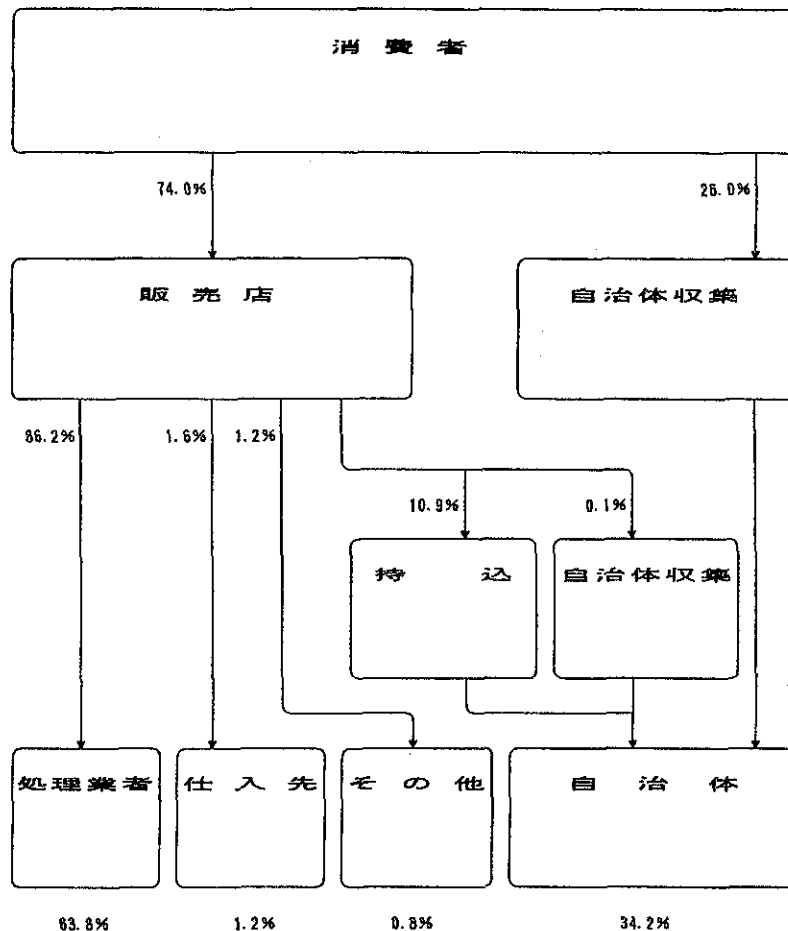 消費者
74.0%
26.0%
販売店
自治体収集
86.2%
1.6%
1.2%
10.9%
0.1%
持込
自治体収集
処理業者
仕入先
その他
自治体
63.8%
1.2%
0.8%
34.2%